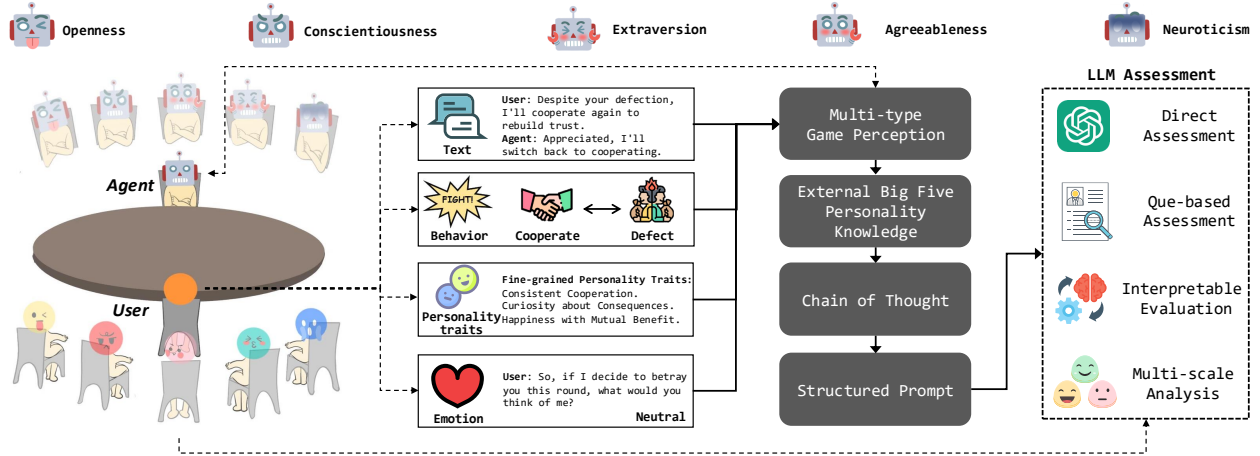 Openness
Conscientiousness
Extraversion
Agreeableness
Neuroticism
Agent
User
Text
User: Despite your defection,
I'll cooperate again to
rebuild trust.
Agent: Appreciated, I'll
switch back to cooperating.
FIGHT!
Behavior
Cooperate
Defect
Personality
traits
Fine-grained Personality Traits:
Consistent Cooperation.
Curiosity about Consequences.
Happiness with Mutual Benefit.
Emotion
User: So, if I decide to betray
you this round, what would you
think of me?
Neutral
Multi-type
Game Perception
External Big Five
Personality
Knowledge
Chain of Thought
Structured Prompt
LLM Assessment
Direct
Assessment
Que-based
Assessment
Interpretable
Evaluation
Multi-scale
Analysis